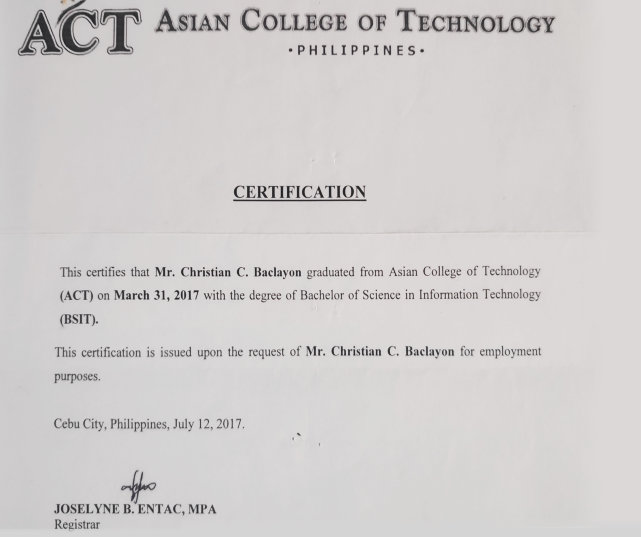 ACT ASIAN COLLEGE OF TECHNOLOGY
•PHILIPPINES•
CERTIFICATION
This certifies that Mr. Christian C. Baclayon graduated from Asian College of Technology
(ACT) on March 31, 2017 with the degree of Bachelor of Science in Information Technology
(BSIT).
This certification is issued upon the request of Mr. Christian C. Baclayon for employment
purposes.
Cebu City, Philippines, July 12, 2017.
JOSELYNE B. ENTAC, MPA
Registrar